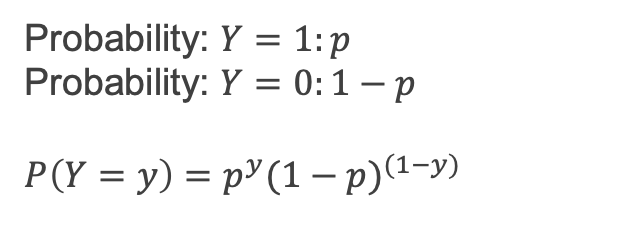 Probability: 𝑌 = 1: 𝑝
Probability: 𝑌 = 0: 1 − 𝑝
𝑃(𝑌 = 𝑦) = 𝑝^𝑦(1 − 𝑝)^(1−𝑦)